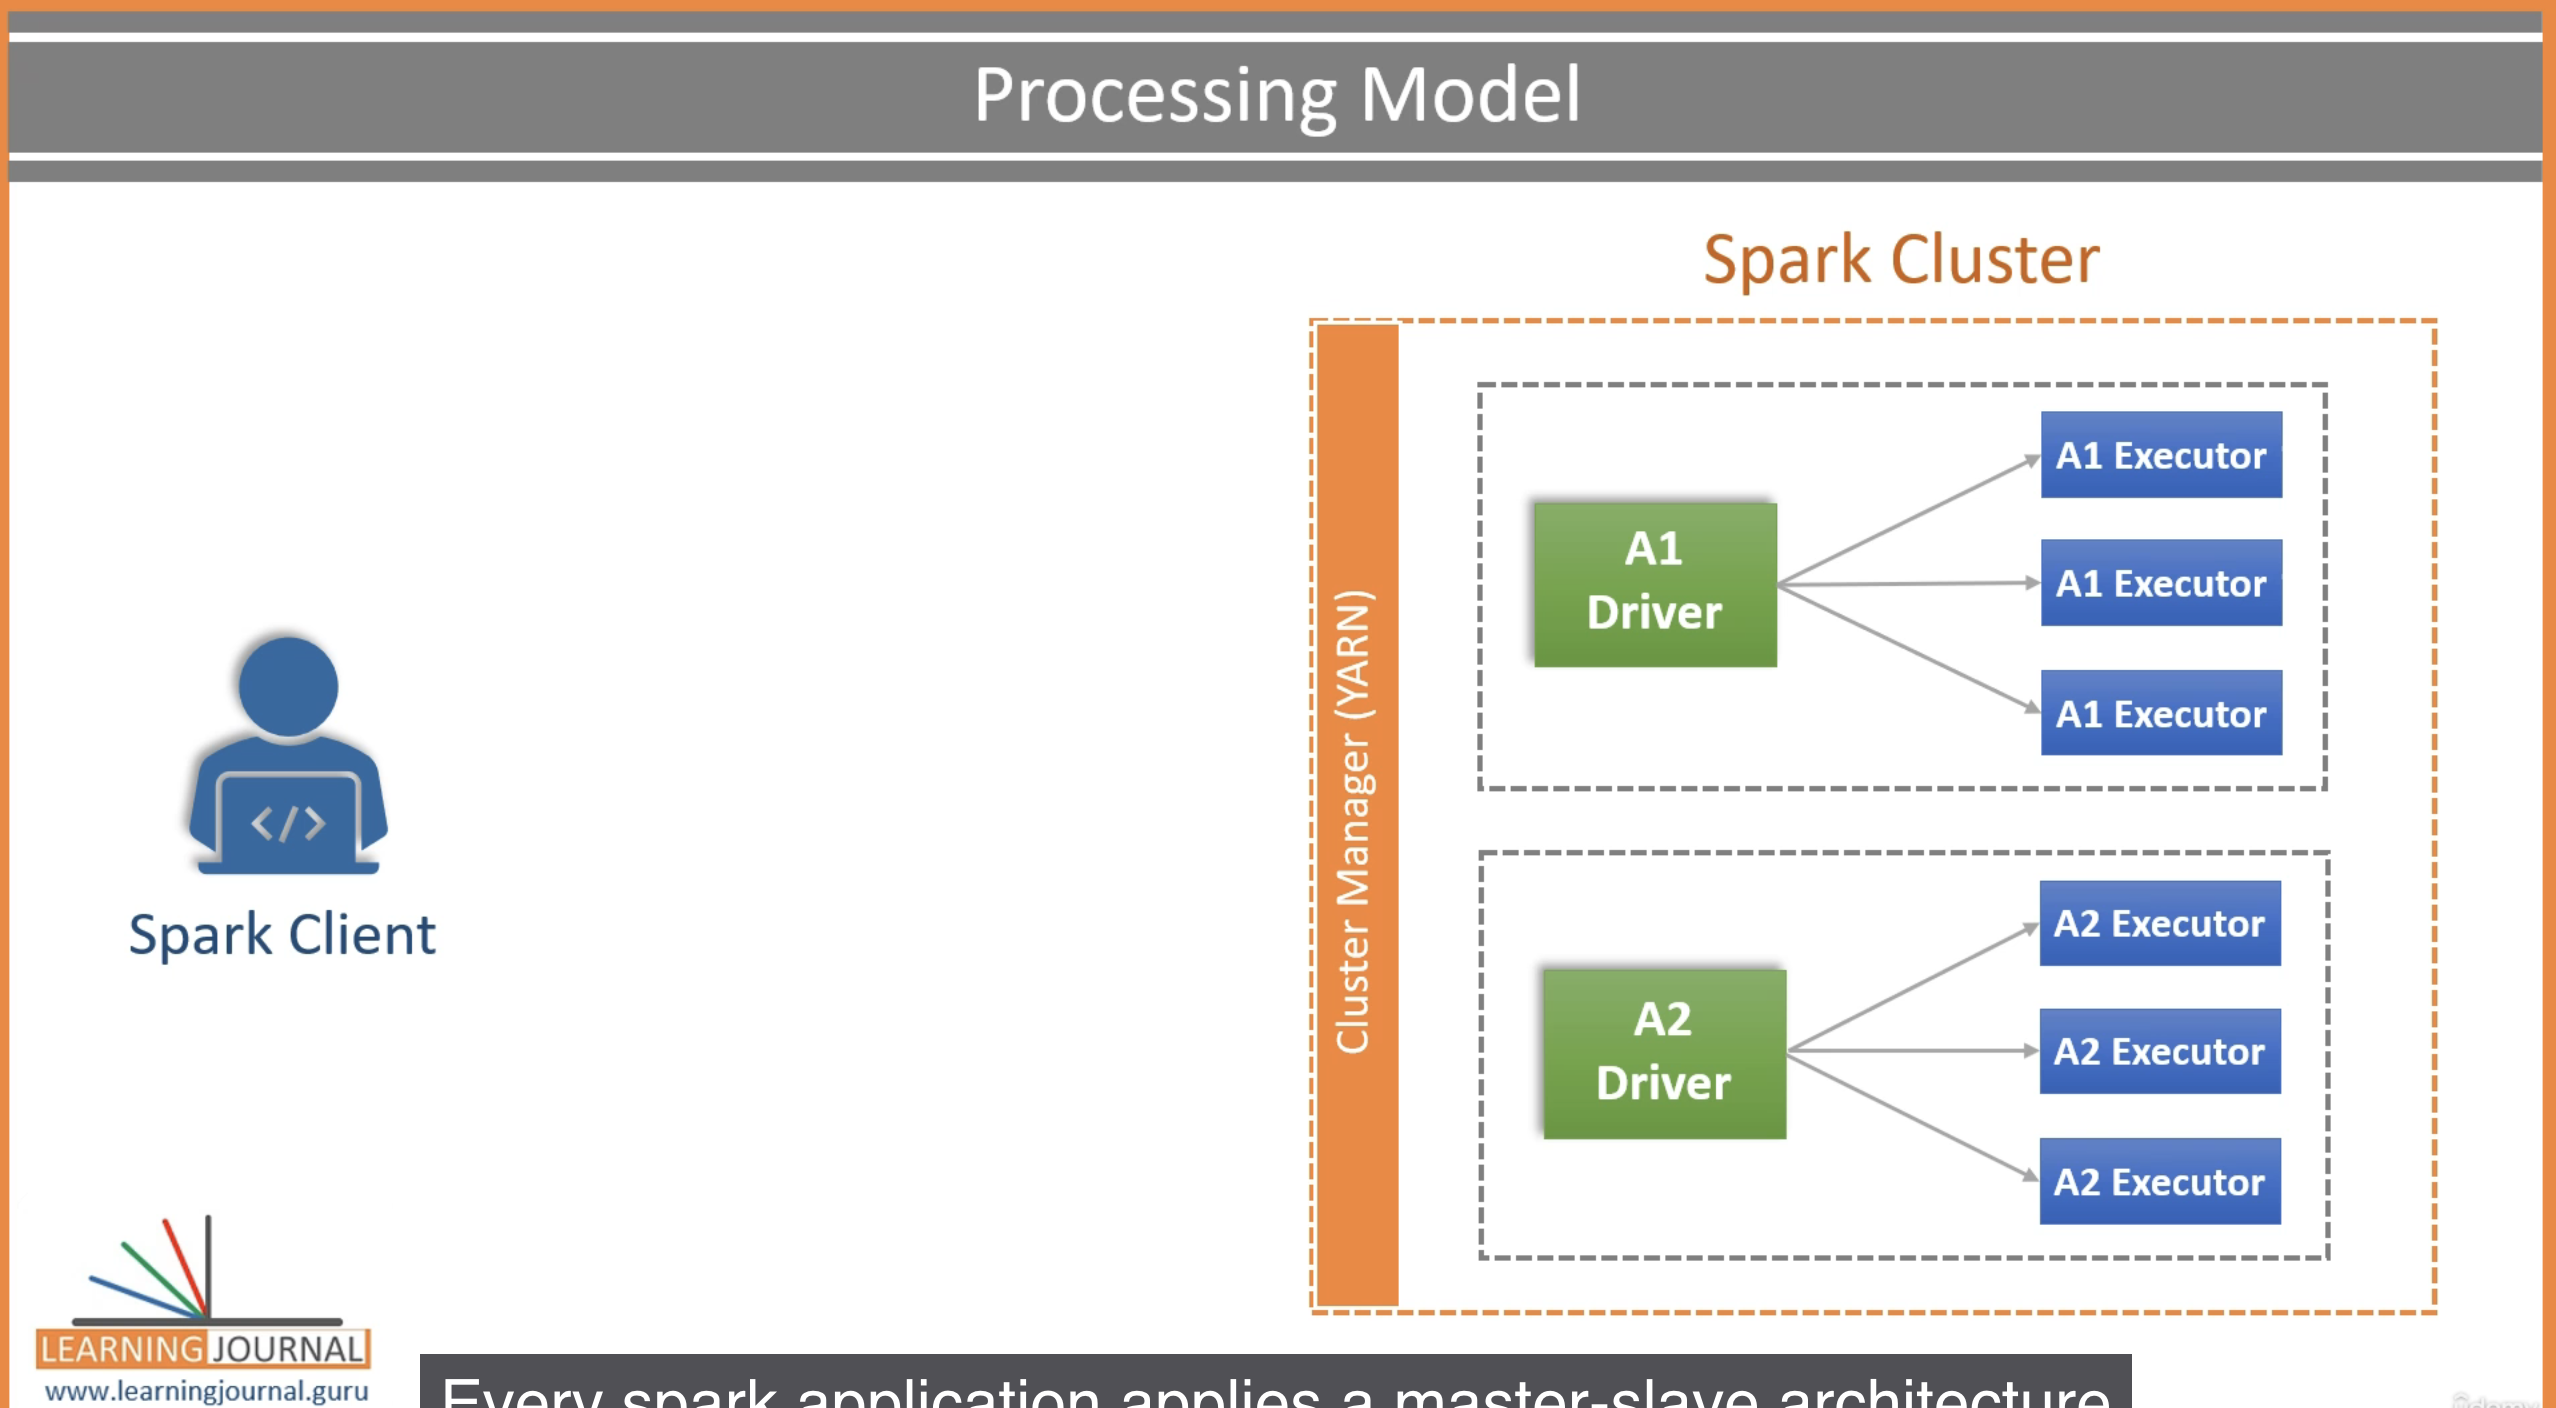 Processing Model
Spark Cluster
Cluster Manager (YARN)
A1
Driver
A1 Executor
A1 Executor
A1 Executor
A2
Driver
A2 Executor
A2 Executor
A2 Executor
</>
Spark Client
LEARNING JOURNAL
www.learningjournal.guru
Every spark application applies a master-slave architecture